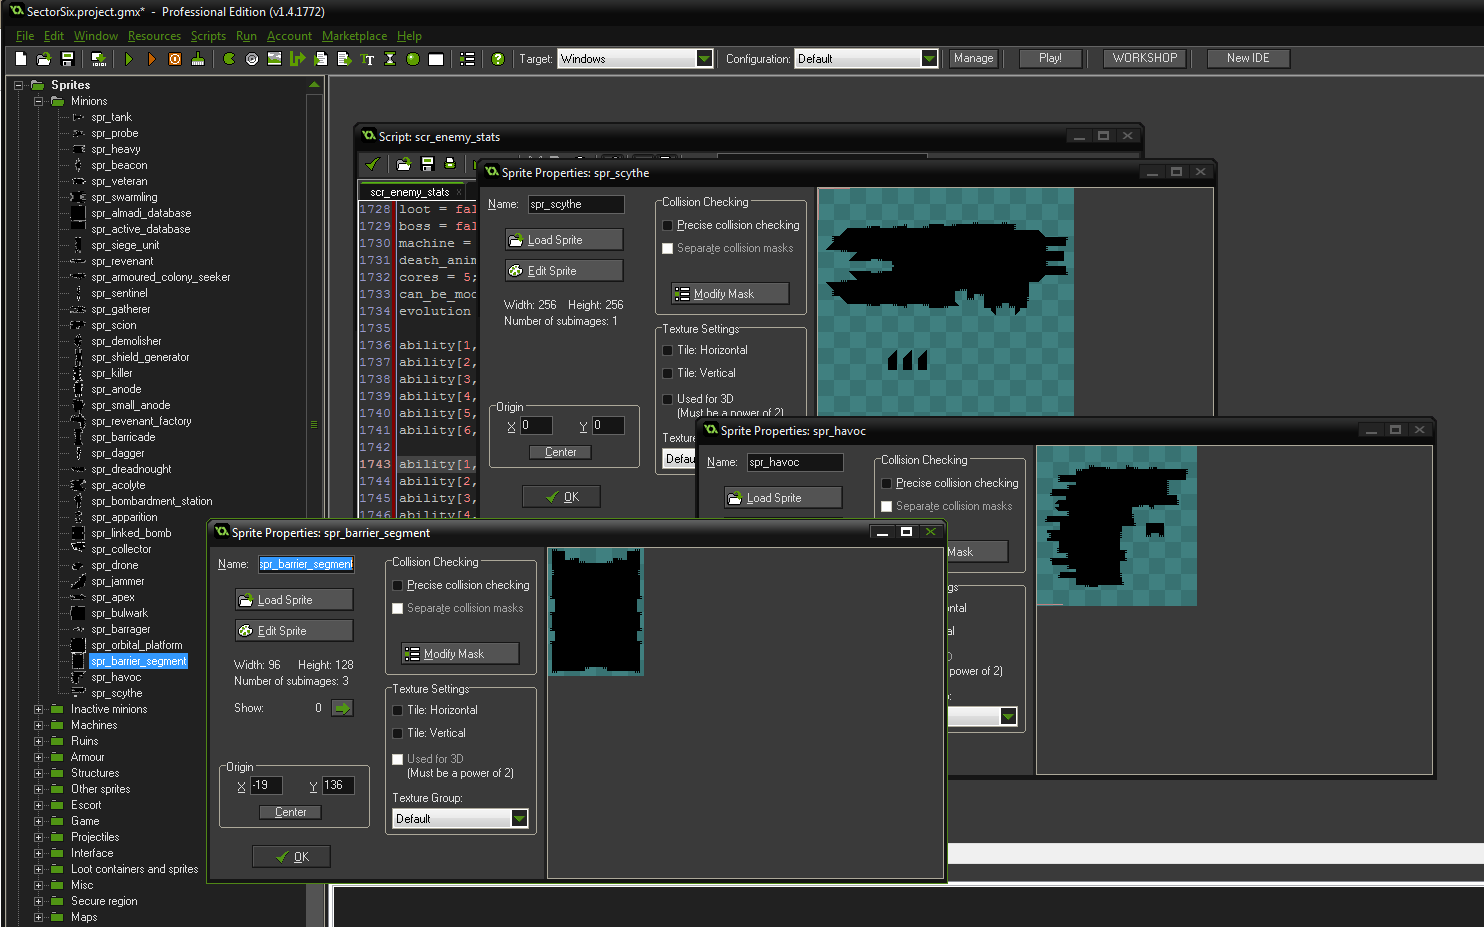 SectorSix.project.gmx* - Professional Edition (v1.4.1772)
File Edit Window Resources Scripts Run Account Marketplace Help
Target: Windows Configuration: Default Manage Play! WORKSHOP New IDE
Sprites
Minions
spr_tank
spr_probe
spr_heavy
spr_beacon
spr_veteran
spr_swarmling
spr_almadi_database
spr_active_database
spr_siege_unit
spr_revenant
spr_armoured_colony_seeker
spr_sentinel
spr_gatherer
spr_scion
spr_demolisher
spr_shield_generator
spr_killer
spr_anode
spr_small_anode
spr_revenant_factory
spr_barricade
spr_dagger
spr_dreadnought
spr_acolyte
spr_bombardment_station
spr_apparition
spr_linked_bomb
spr_collector
spr_drone
spr_jammer
spr_apex
spr_bulwark
spr_barrager
spr_orbital_platform
spr_barrier_segment
spr_havoc
spr_scythe
Inactive minions
Machines
Ruins
Armour
Structures
Other sprites
Escort
Game
Projectiles
Interface
Loot containers and sprites
Misc
Secure region
Maps
Script: scr_enemy_stats
scr_enemy_stats
1728 loot = fal
1729 boss = fal
1730 machine =
1731 death_anim
1732 cores = 5;
1733 can_be_mod
1734 evolution
1735
1736 ability[1,
1737 ability[2,
1738 ability[3,
1739 ability[4,
1740 ability[5,
1741 ability[6,
1742
1743 ability[1,
1744 ability[2,
1745 ability[3,
1746 ability[4,
Sprite Properties: spr_scythe
Name: spr_scythe
Load Sprite
Edit Sprite
Width: 256 Height: 256
Number of subimages: 1
Origin
X 0 Y 0
Center
OK
Collision Checking
Precise collision checking
Separate collision masks
Modify Mask
Texture Settings
Tile: Horizontal
Tile: Vertical
Used for 3D
(Must be a power of 2)
Texture
Defau
Sprite Properties: spr_havoc
Name: spr_havoc
Load Sprite
Collision Checking
Precise collision checking
Separate collision masks
Mask
gs
ontal
al
D
power of 2)
Sprite Properties: spr_barrier_segment
Name: spr_barrier_segment
Load Sprite
Edit Sprite
Width: 96 Height: 128
Number of subimages: 3
Show: 0
Origin
X -19 Y 136
Center
OK
Collision Checking
Precise collision checking
Separate collision masks
Modify Mask
Texture Settings
Tile: Horizontal
Tile: Vertical
Used for 3D
(Must be a power of 2)
Texture Group:
Default